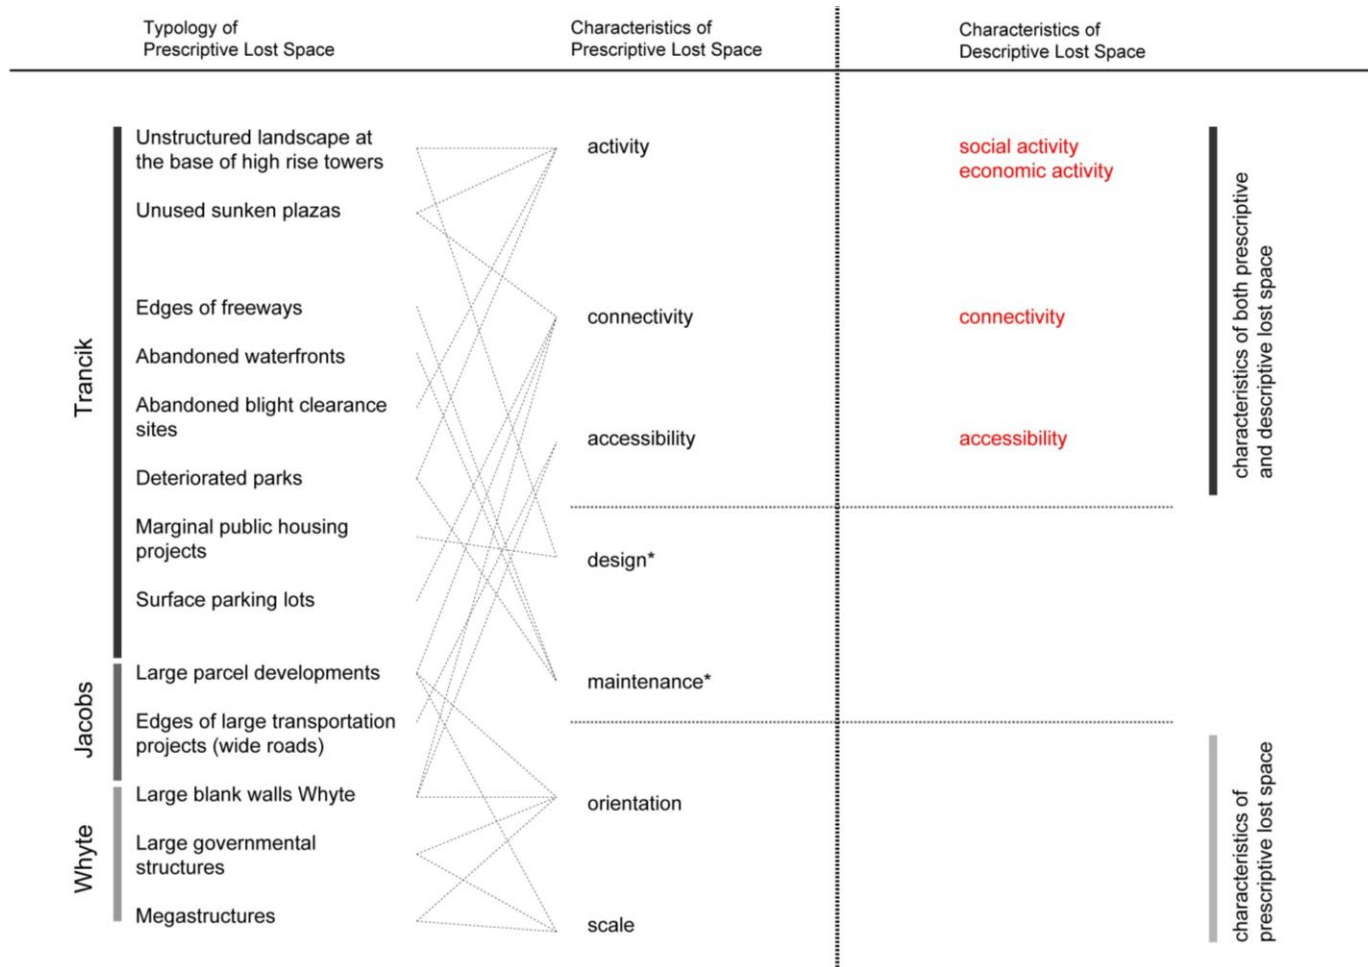 Typology of
Prescriptive Lost Space
Characteristics of
Prescriptive Lost Space
Characteristics of
Descriptive Lost Space
Trancik
Unstructured landscape at
the base of high rise towers
Unused sunken plazas
Edges of freeways
Abandoned waterfronts
Abandoned blight clearance
sites
Deteriorated parks
Marginal public housing
projects
Surface parking lots
Jacobs
Large parcel developments
Edges of large transportation
projects (wide roads)
Whyte
Large blank walls Whyte
Large governmental
structures
Megastructures
activity
connectivity
accessibility
design*
maintenance*
orientation
scale
social activity
economic activity
connectivity
accessibility
characteristics of both prescriptive
and descriptive lost space
characteristics of
prescriptive lost space